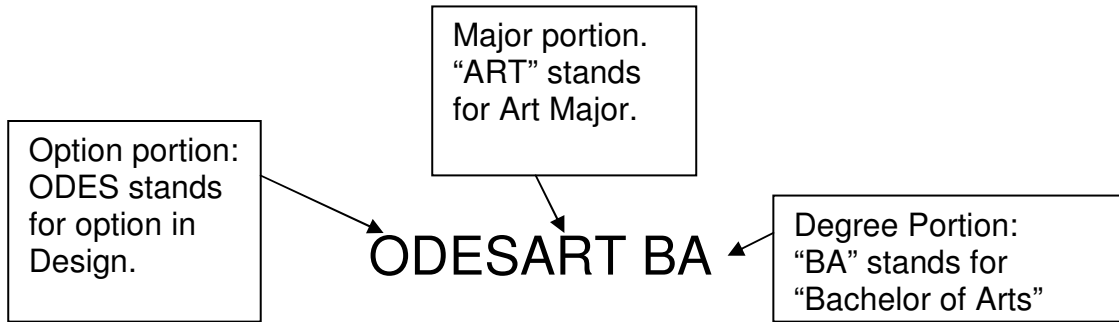 Major portion.
“ART” stands
for Art Major.
Option portion:
ODES stands
for option in
Design.
ODESART BA
Degree Portion:
“BA” stands for
“Bachelor of Arts”